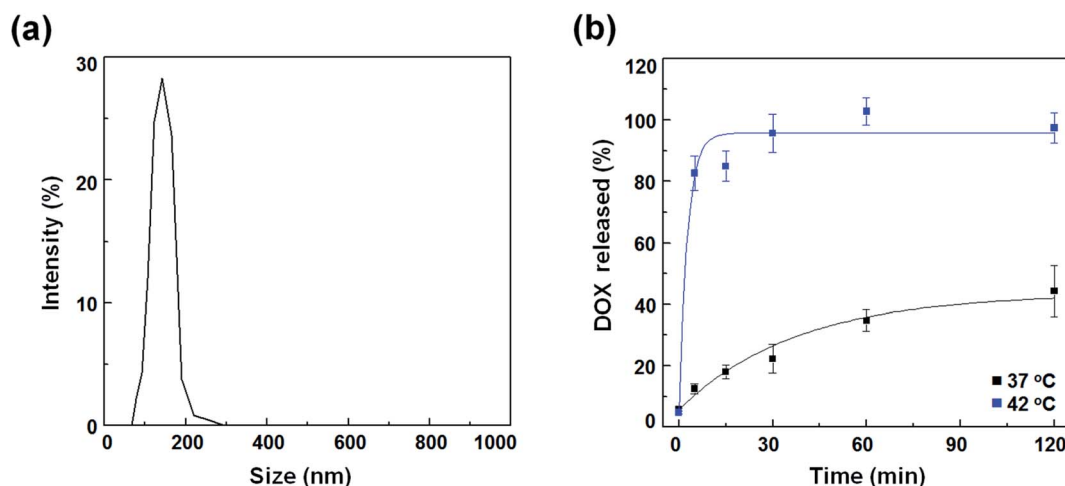 (a)
30
20
10
0
0 200 400 600 800 1000
Intensity (%)
Size (nm)
(b)
120
100
80
60
40
20
0
0 30 60 90 120
DOX released (%)
Time (min)
37 °C
42 °C